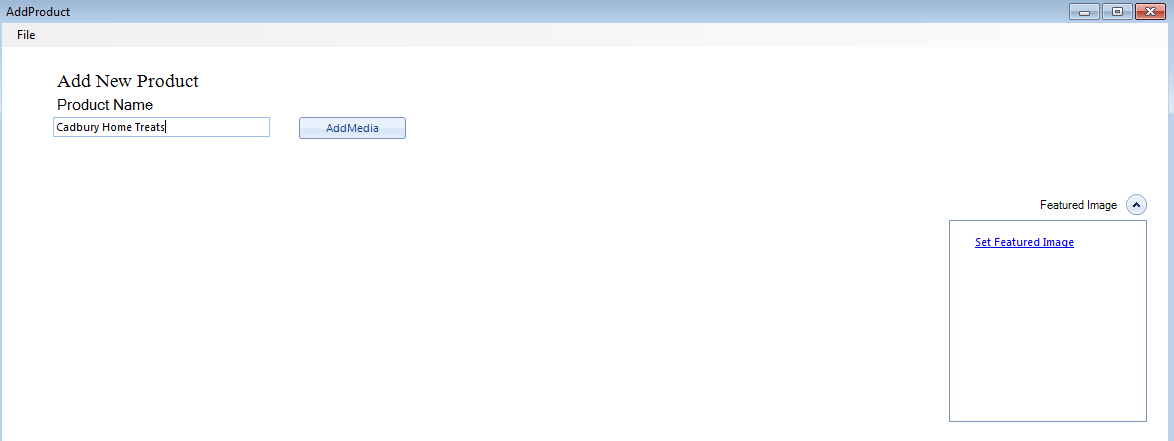 AddProduct
File
Add New Product
Product Name
Cadbury Home Treats
AddMedia
Featured Image
Set Featured Image